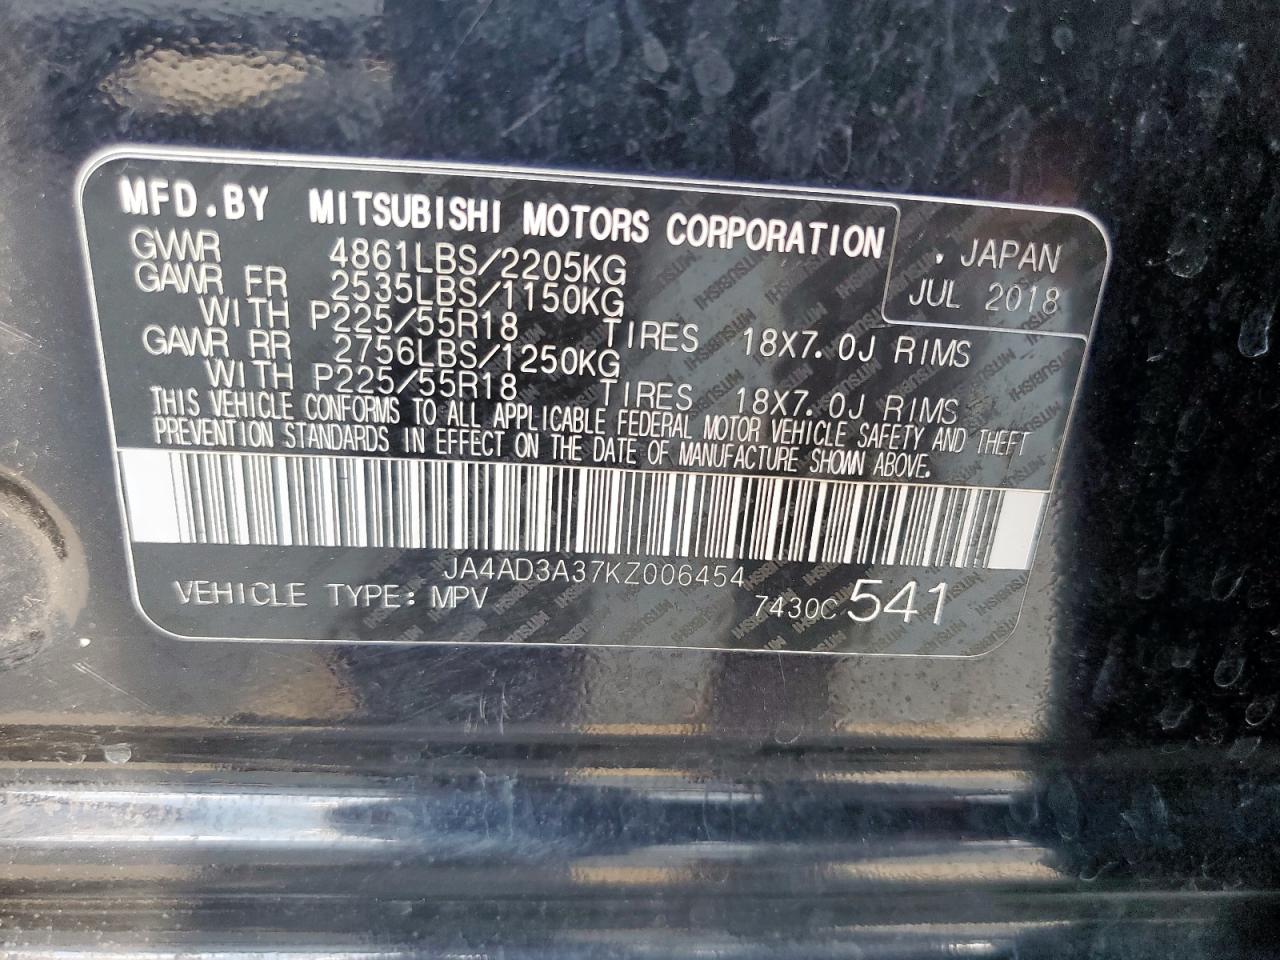 MFD.BY MITSUBISHI MOTORS CORPORATION
. JAPAN
JUL 2018
GVWR 4861LBS/2205KG
GAWR FR 2535LBS/1150KG
WITH P225/55R18 TIRES 18X7.0J RIMS
GAWR RR 2756LBS/1250KG
WITH P225/55R18 TIRES 18X7.0J RIMS
THIS VEHICLE CONFORMS TO ALL APPLICABLE FEDERAL MOTOR VEHICLE SAFETY AND THEFT
PREVENTION STANDARDS IN EFFECT ON THE DATE OF MANUFACTURE SHOWN ABOVE.
JA4AD3A37KZ006454
VEHICLE TYPE: MPV 7430C 541